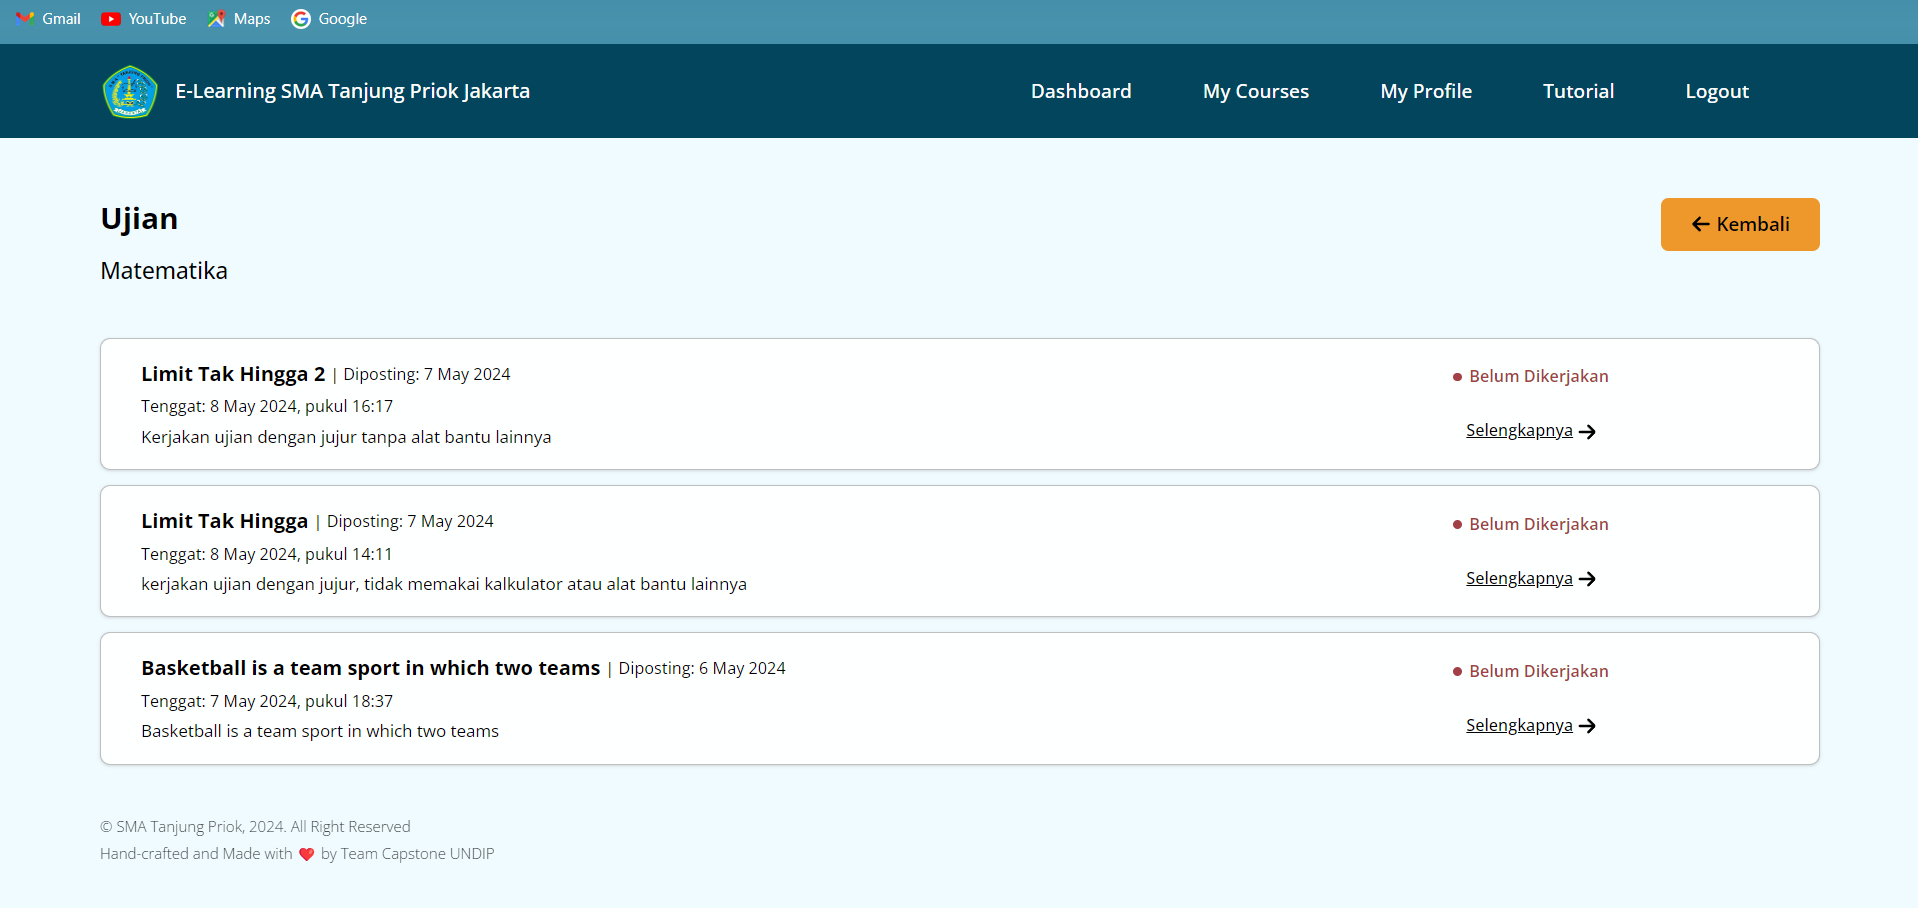 Gmail YouTube Maps Google
E-Learning SMA Tanjung Priok Jakarta Dashboard My Courses My Profile Tutorial Logout
Ujian
← Kembali
Matematika
Limit Tak Hingga 2 | Diposting: 7 May 2024
Belum Dikerjakan
Tenggat: 8 May 2024, pukul 16:17
Kerjakan ujian dengan jujur tanpa alat bantu lainnya
Selengkapnya →
Limit Tak Hingga | Diposting: 7 May 2024
Belum Dikerjakan
Tenggat: 8 May 2024, pukul 14:11
kerjakan ujian dengan jujur, tidak memakai kalkulator atau alat bantu lainnya
Selengkapnya →
Basketball is a team sport in which two teams | Diposting: 6 May 2024
Belum Dikerjakan
Tenggat: 7 May 2024, pukul 18:37
Basketball is a team sport in which two teams
Selengkapnya →
© SMA Tanjung Priok, 2024. All Right Reserved
Hand-crafted and Made with ❤️ by Team Capstone UNDIP